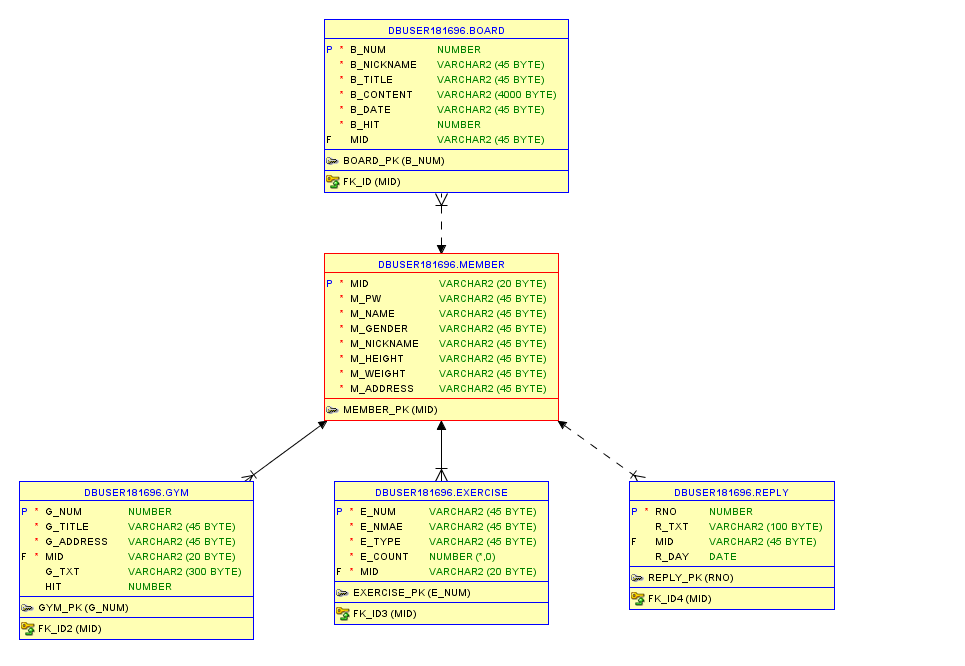 DBUSER181696.BOARD
P * B_NUM NUMBER
* B_NICKNAME VARCHAR2 (45 BYTE)
* B_TITLE VARCHAR2 (45 BYTE)
* B_CONTENT VARCHAR2 (4000 BYTE)
* B_DATE VARCHAR2 (45 BYTE)
* B_HIT NUMBER
F MID VARCHAR2 (45 BYTE)
BOARD_PK (B_NUM)
FK_ID (MID)
DBUSER181696.MEMBER
P * MID VARCHAR2 (20 BYTE)
* M_PW VARCHAR2 (45 BYTE)
* M_NAME VARCHAR2 (45 BYTE)
* M_GENDER VARCHAR2 (45 BYTE)
* M_NICKNAME VARCHAR2 (45 BYTE)
* M_HEIGHT VARCHAR2 (45 BYTE)
* M_WEIGHT VARCHAR2 (45 BYTE)
* M_ADDRESS VARCHAR2 (45 BYTE)
MEMBER_PK (MID)
DBUSER181696.GYM
P * G_NUM NUMBER
* G_TITLE VARCHAR2 (45 BYTE)
* G_ADDRESS VARCHAR2 (45 BYTE)
F * MID VARCHAR2 (20 BYTE)
G_TXT VARCHAR2 (300 BYTE)
HIT NUMBER
GYM_PK (G_NUM)
FK_ID2 (MID)
DBUSER181696.EXERCISE
P * E_NUM VARCHAR2 (45 BYTE)
* E_NMAE VARCHAR2 (45 BYTE)
* E_TYPE VARCHAR2 (45 BYTE)
* E_COUNT NUMBER (*,0)
F * MID VARCHAR2 (20 BYTE)
EXERCISE_PK (E_NUM)
FK_ID3 (MID)
DBUSER181696.REPLY
P * RNO NUMBER
R_TXT VARCHAR2 (100 BYTE)
F MID VARCHAR2 (45 BYTE)
R_DAY DATE
REPLY_PK (RNO)
FK_ID4 (MID)